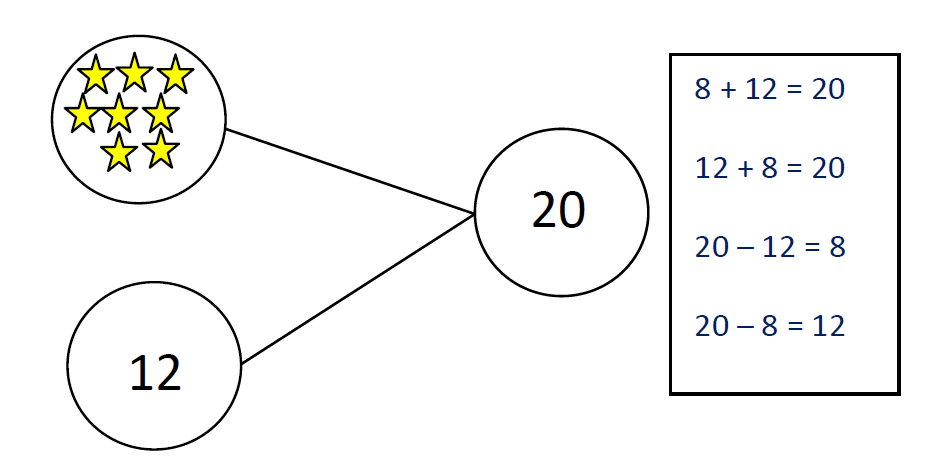 20
12
8 + 12 = 20
12 + 8 = 20
20 – 12 = 8
20 – 8 = 12